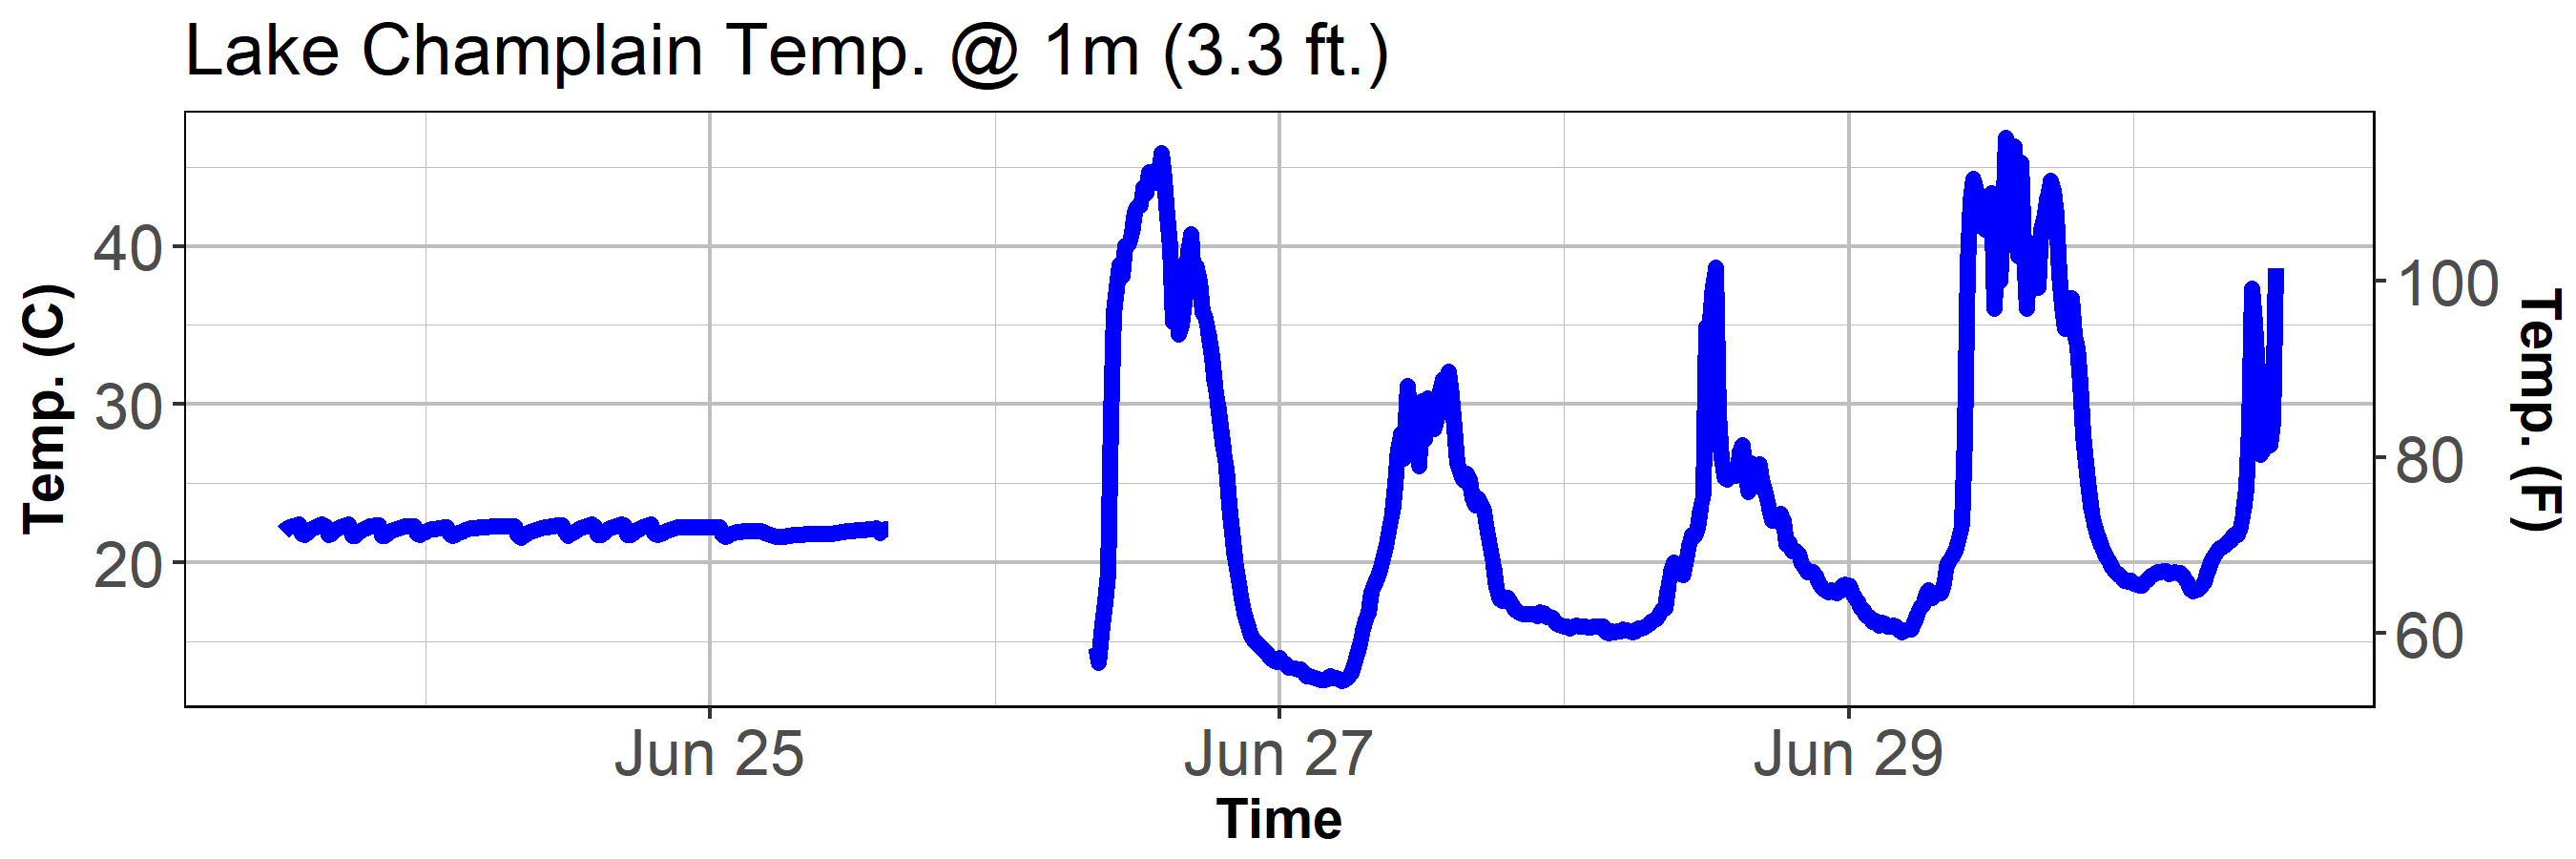 Lake Champlain Temp. @ 1m (3.3 ft.)
Temp. (C)
40
30
20
100
80
60
Temp. (F)
Jun 25
Jun 27
Jun 29
Time